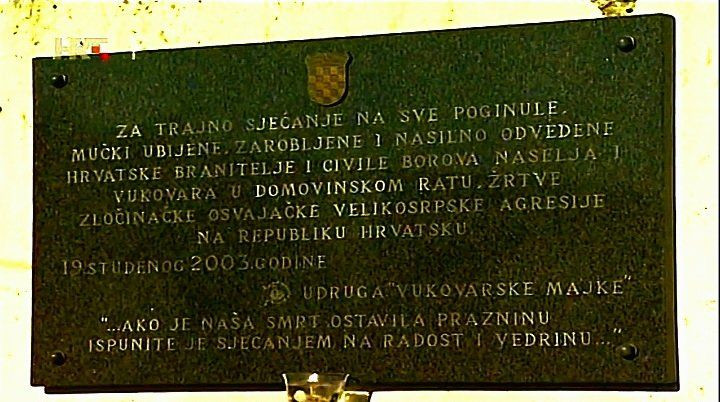 HRT 1
ZA TRAJNO SJEĆANJE NA SVE POGINULE,
MUČKI UBIJENE, ZAROBLJENE I NASILNO ODVEDENE
HRVATSKE BRANITELJE I CIVILE BOROVA NASELJA I
VUKOVARA U DOMOVINSKOM RATU, ŽRTVE
ZLOČINAČKE OSVAJAČKE VELIKOSRPSKE AGRESIJE
NA REPUBLIKU HRVATSKU
19.STUDENOG 2003.GODINE
UDRUGA "VUKOVARSKE MAJKE"
"...AKO JE NAŠA SMRT OSTAVILA PRAZNINU
ISPUNITE JE SJEĆANJEM NA RADOST I VEDRINU..."